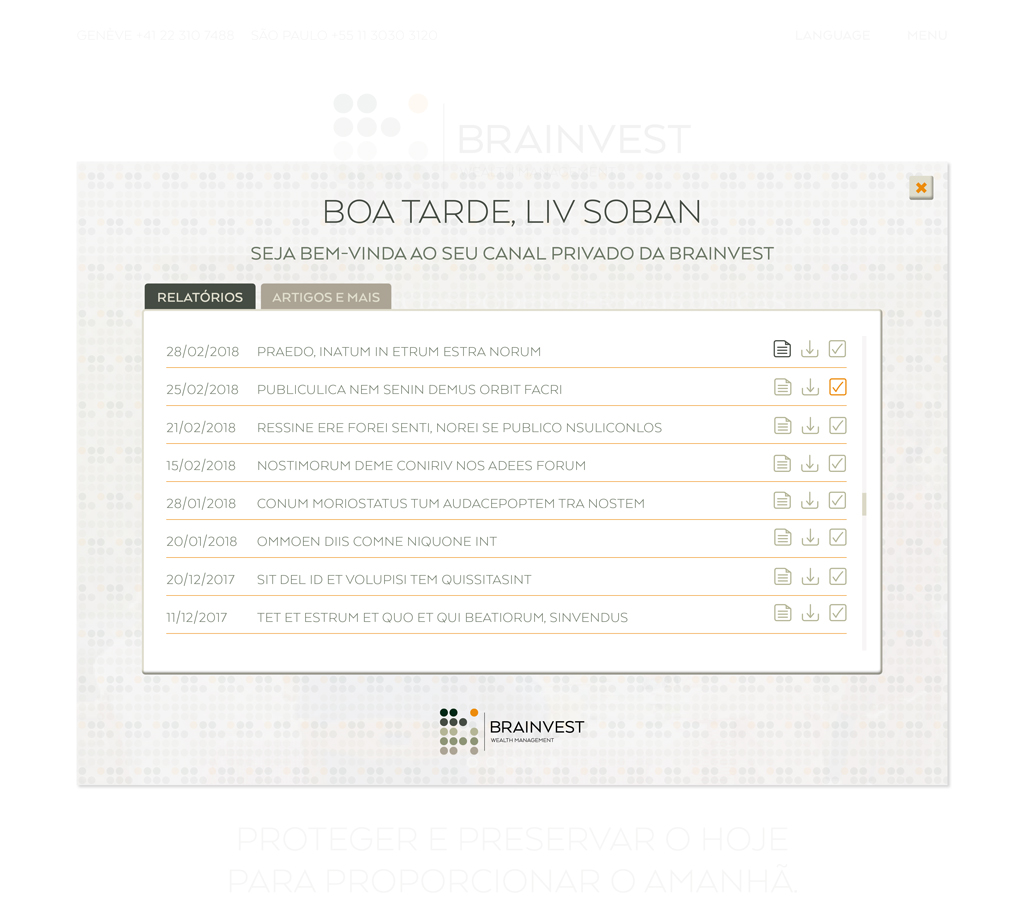 GENÈVE +41 22 310 7488 SÃO PAULO +55 11 3030 3120 LANGUAGE MENU
BRAINVEST
BOA TARDE, LIV SOBAN
SEJA BEM-VINDA AO SEU CANAL PRIVADO DA BRAINVEST
RELATÓRIOS ARTIGOS E MAIS
28/02/2018 PRAEDO, INATUM IN ETRUM ESTRA NORUM
25/02/2018 PUBLICULICA NEM SENIN DEMUS ORBIT FACRI
21/02/2018 RESSINE ERE FOREI SENTI, NOREI SE PUBLICO NSULICONLOS
15/02/2018 NOSTIMORUM DEME CONIRIV NOS ADEES FORUM
28/01/2018 CONUM MORIOSTATUS TUM AUDACEPOPTEM TRA NOSTEM
20/01/2018 OMMOEN DIIS COMNE NIQUONE INT
20/12/2017 SIT DEL ID ET VOLUPISI TEM QUISSITASINT
11/12/2017 TET ET ESTRUM ET QUO ET QUI BEATIORUM, SINVENDUS
BRAINVEST
WEALTH MANAGEMENT
PROTEGER E PRESERVAR O HOJE
PARA PROPORCIONAR O AMANHÃ.